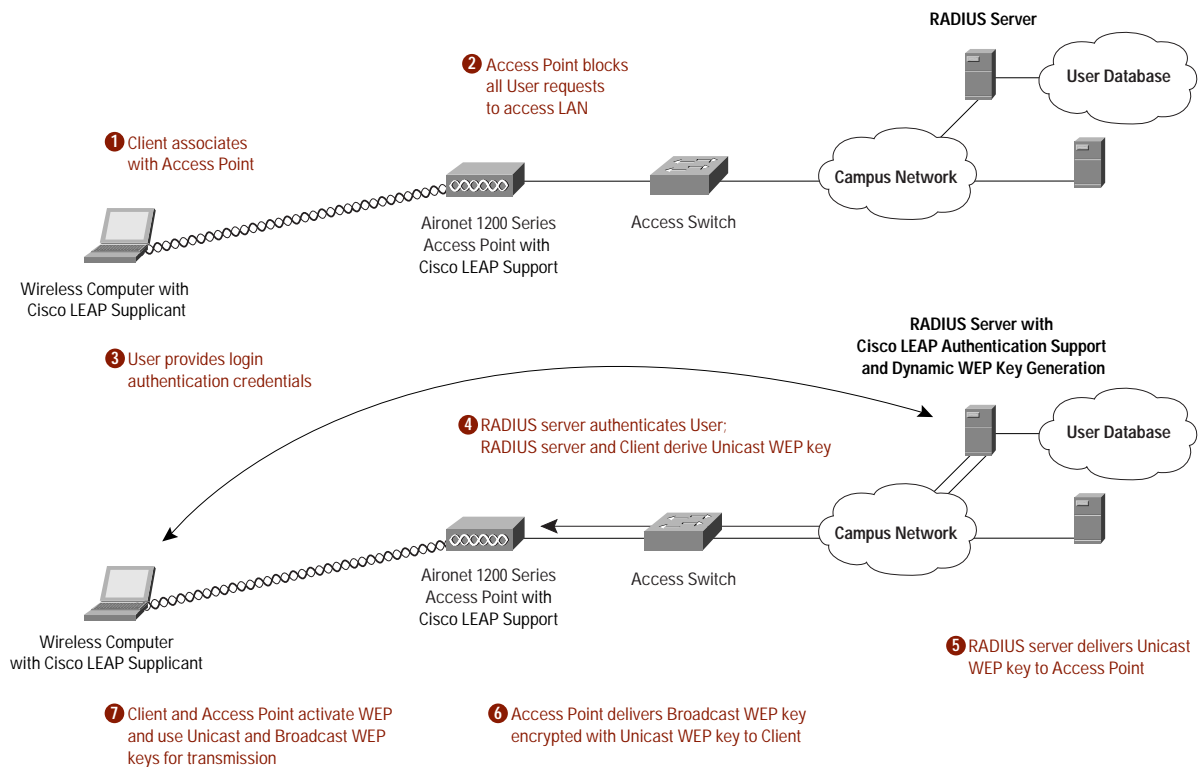 RADIUS Server
User Database
2 Access Point blocks
all User requests
to access LAN
1 Client associates
with Access Point
Campus Network
Aironet 1200 Series
Access Point with
Cisco LEAP Support
Access Switch
Wireless Computer with
Cisco LEAP Supplicant
RADIUS Server with
Cisco LEAP Authentication Support
and Dynamic WEP Key Generation
3 User provides login
authentication credentials
4 RADIUS server authenticates User;
RADIUS server and Client derive Unicast WEP key
User Database
Campus Network
Aironet 1200 Series
Access Point with
Cisco LEAP Support
Access Switch
Wireless Computer
with Cisco LEAP Supplicant
5 RADIUS server delivers Unicast
WEP key to Access Point
7 Client and Access Point activate WEP
and use Unicast and Broadcast WEP
keys for transmission
6 Access Point delivers Broadcast WEP key
encrypted with Unicast WEP key to Client